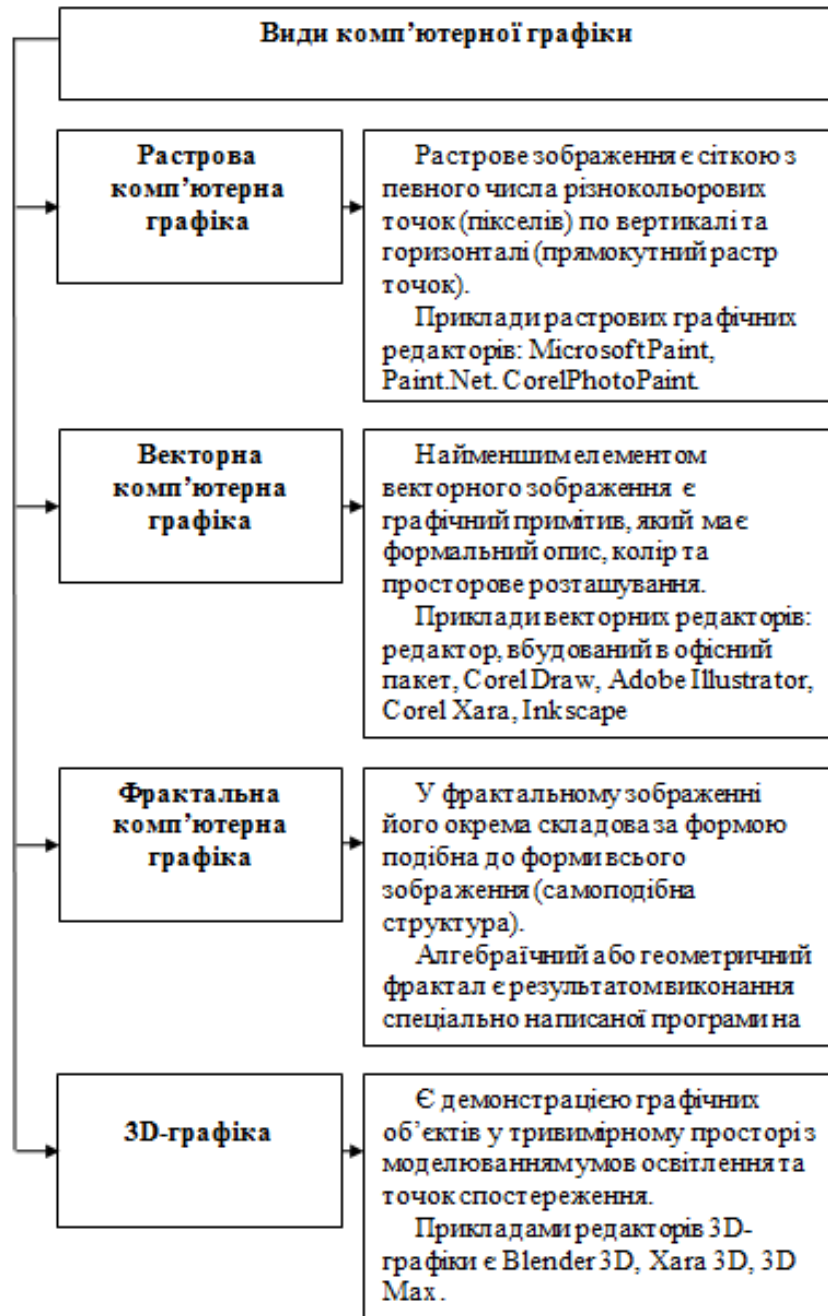 Види комп’ютерної графіки
Растрова
комп’ютерна
графіка
Растрове зображення є сіткою з
певного числа різнокольорових
точок (пікселів) по вертикалі та
горизонталі (прямокутний растр
точок).
Приклади растрових графічних
редакторів: Microsoft Paint,
Paint.Net. CorelPhotoPaint.
Векторна
комп’ютерна
графіка
Найменшим елементом
векторного зображення є
графічний примітив, який має
формальний опис, колір та
просторове розташування.
Приклади векторних редакторів:
редактор, вбудований в офісний
пакет, Corel Draw, Adobe Illustrator,
Corel Xara, Inkscape
Фрактальна
комп’ютерна
графіка
У фрактальному зображенні
його окрема складова за формою
подібна до форми всього
зображення (самоподібна
структура).
Алгебраїчний або геометричний
фрактал є результатом виконання
спеціально написаної програми на
3D-графіка
Є демонстрацією графічних
об’єктів у тривимірному просторі з
моделюванням умов освітлення та
точок спостереження.
Прикладами редакторів 3D-
графіки є Blender 3D, Xara 3D, 3D
Max.